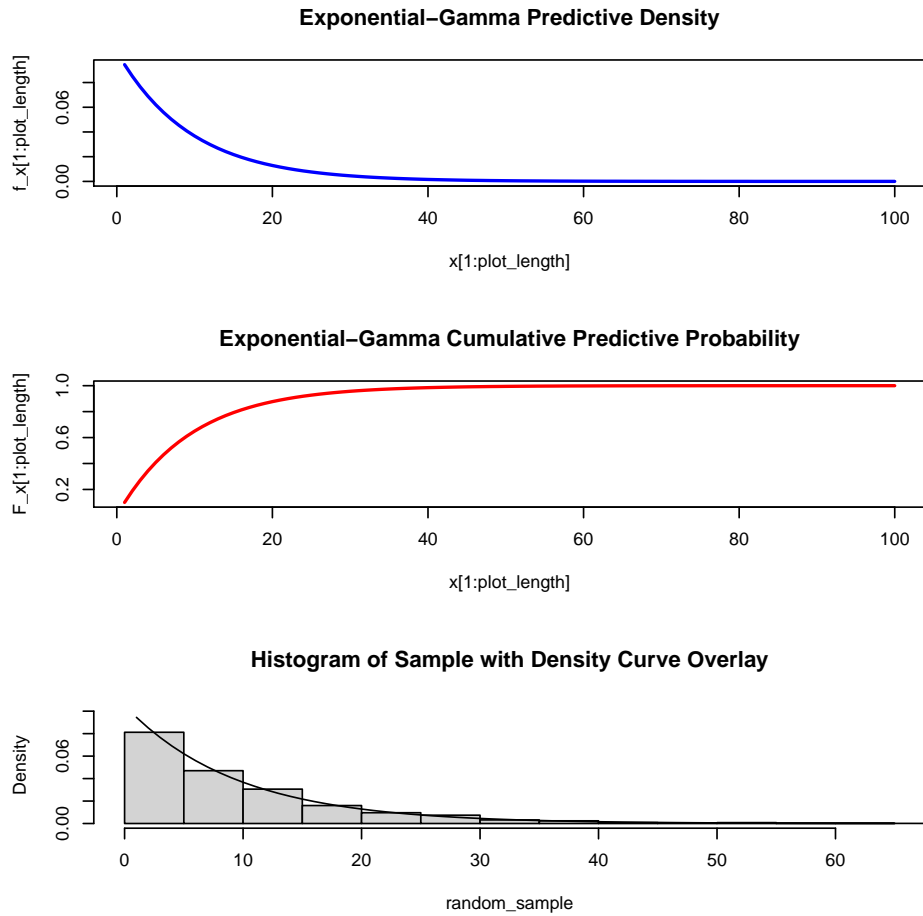 Exponential−Gamma Predictive Density
f_x[1:plot_length]
0.00 0.06
0 20 40 60 80 100
x[1:plot_length]
Exponential−Gamma Cumulative Predictive Probability
F_x[1:plot_length]
0.2 0.6 1.0
0 20 40 60 80 100
x[1:plot_length]
Histogram of Sample with Density Curve Overlay
Density
0.00 0.06
0 10 20 30 40 50 60
random_sample